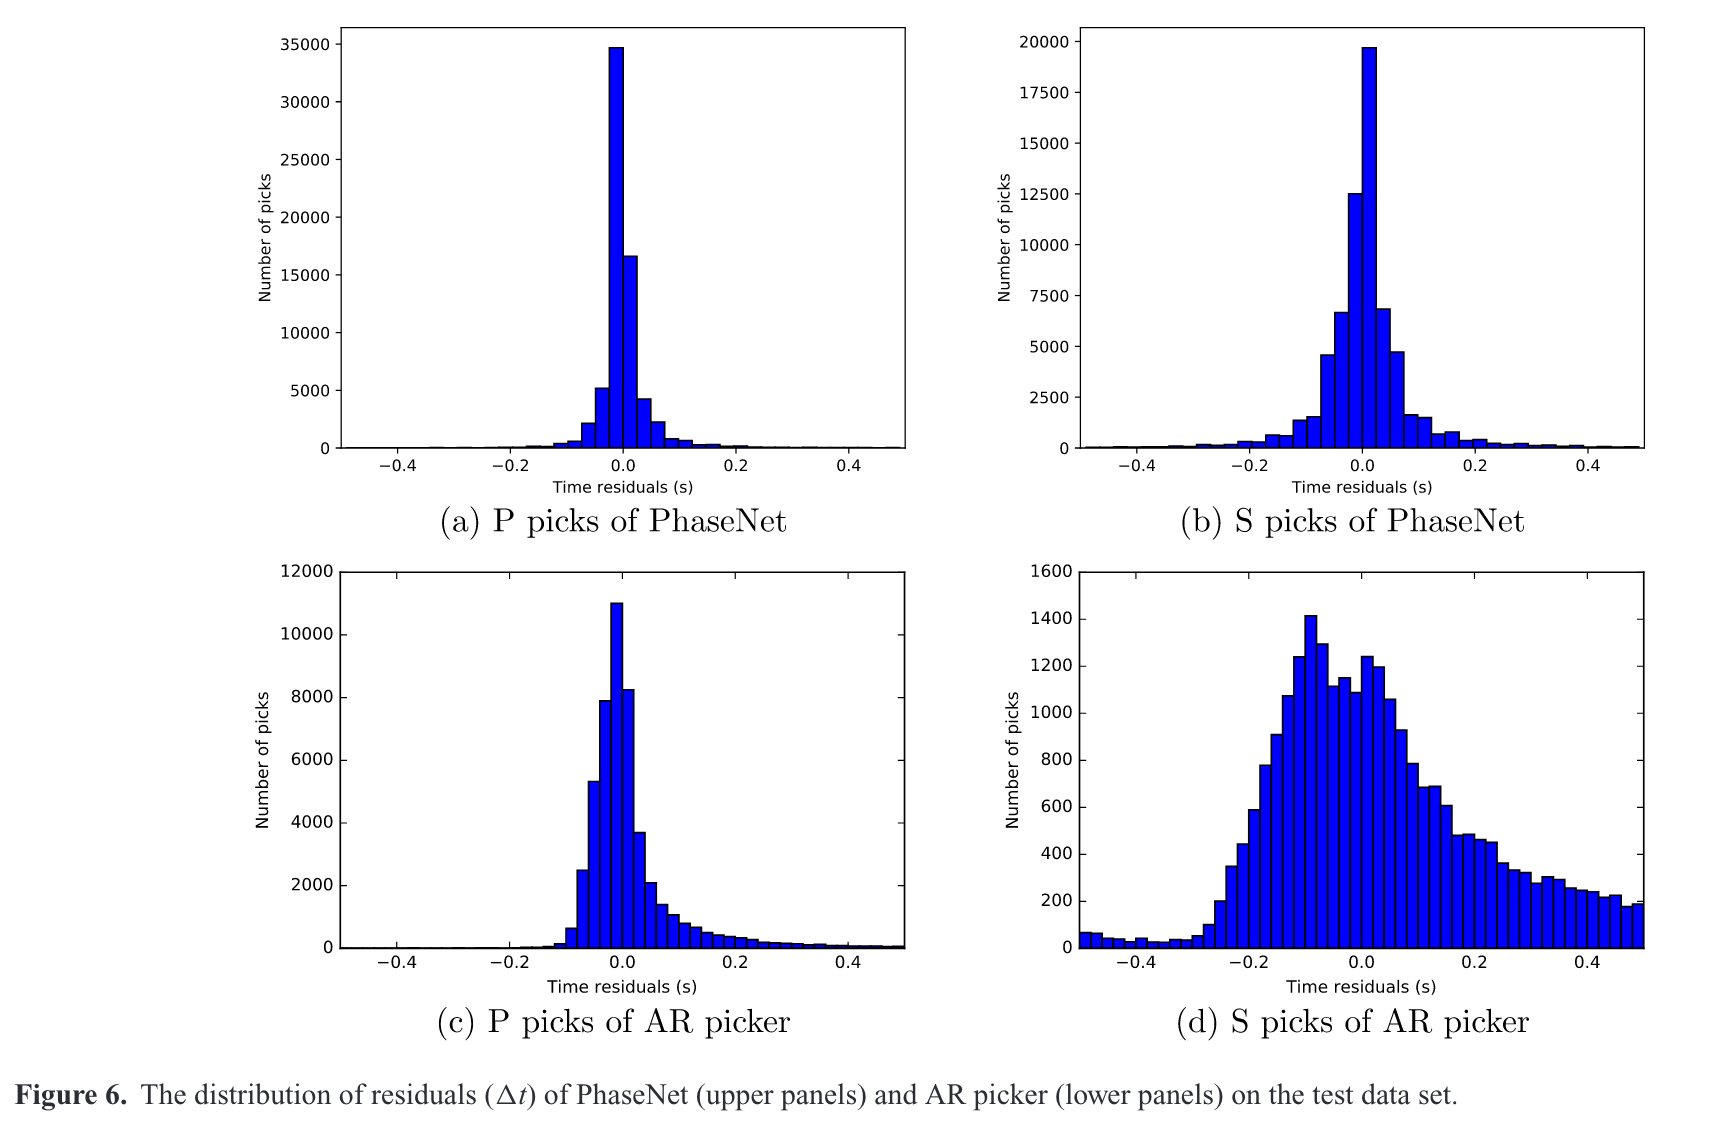 35000
30000
25000
20000
15000
10000
5000
0
Number of picks
−0.4 −0.2 0.0 0.2 0.4
Time residuals (s)
(a) P picks of PhaseNet
20000
17500
15000
12500
10000
7500
5000
2500
0
Number of picks
−0.4 −0.2 0.0 0.2 0.4
Time residuals (s)
(b) S picks of PhaseNet
12000
10000
8000
6000
4000
2000
0
Number of picks
−0.4 −0.2 0.0 0.2 0.4
Time residuals (s)
(c) P picks of AR picker
1600
1400
1200
1000
800
600
400
200
0
Number of picks
−0.4 −0.2 0.0 0.2 0.4
Time residuals (s)
(d) S picks of AR picker
Figure 6. The distribution of residuals (Δt) of PhaseNet (upper panels) and AR picker (lower panels) on the test data set.